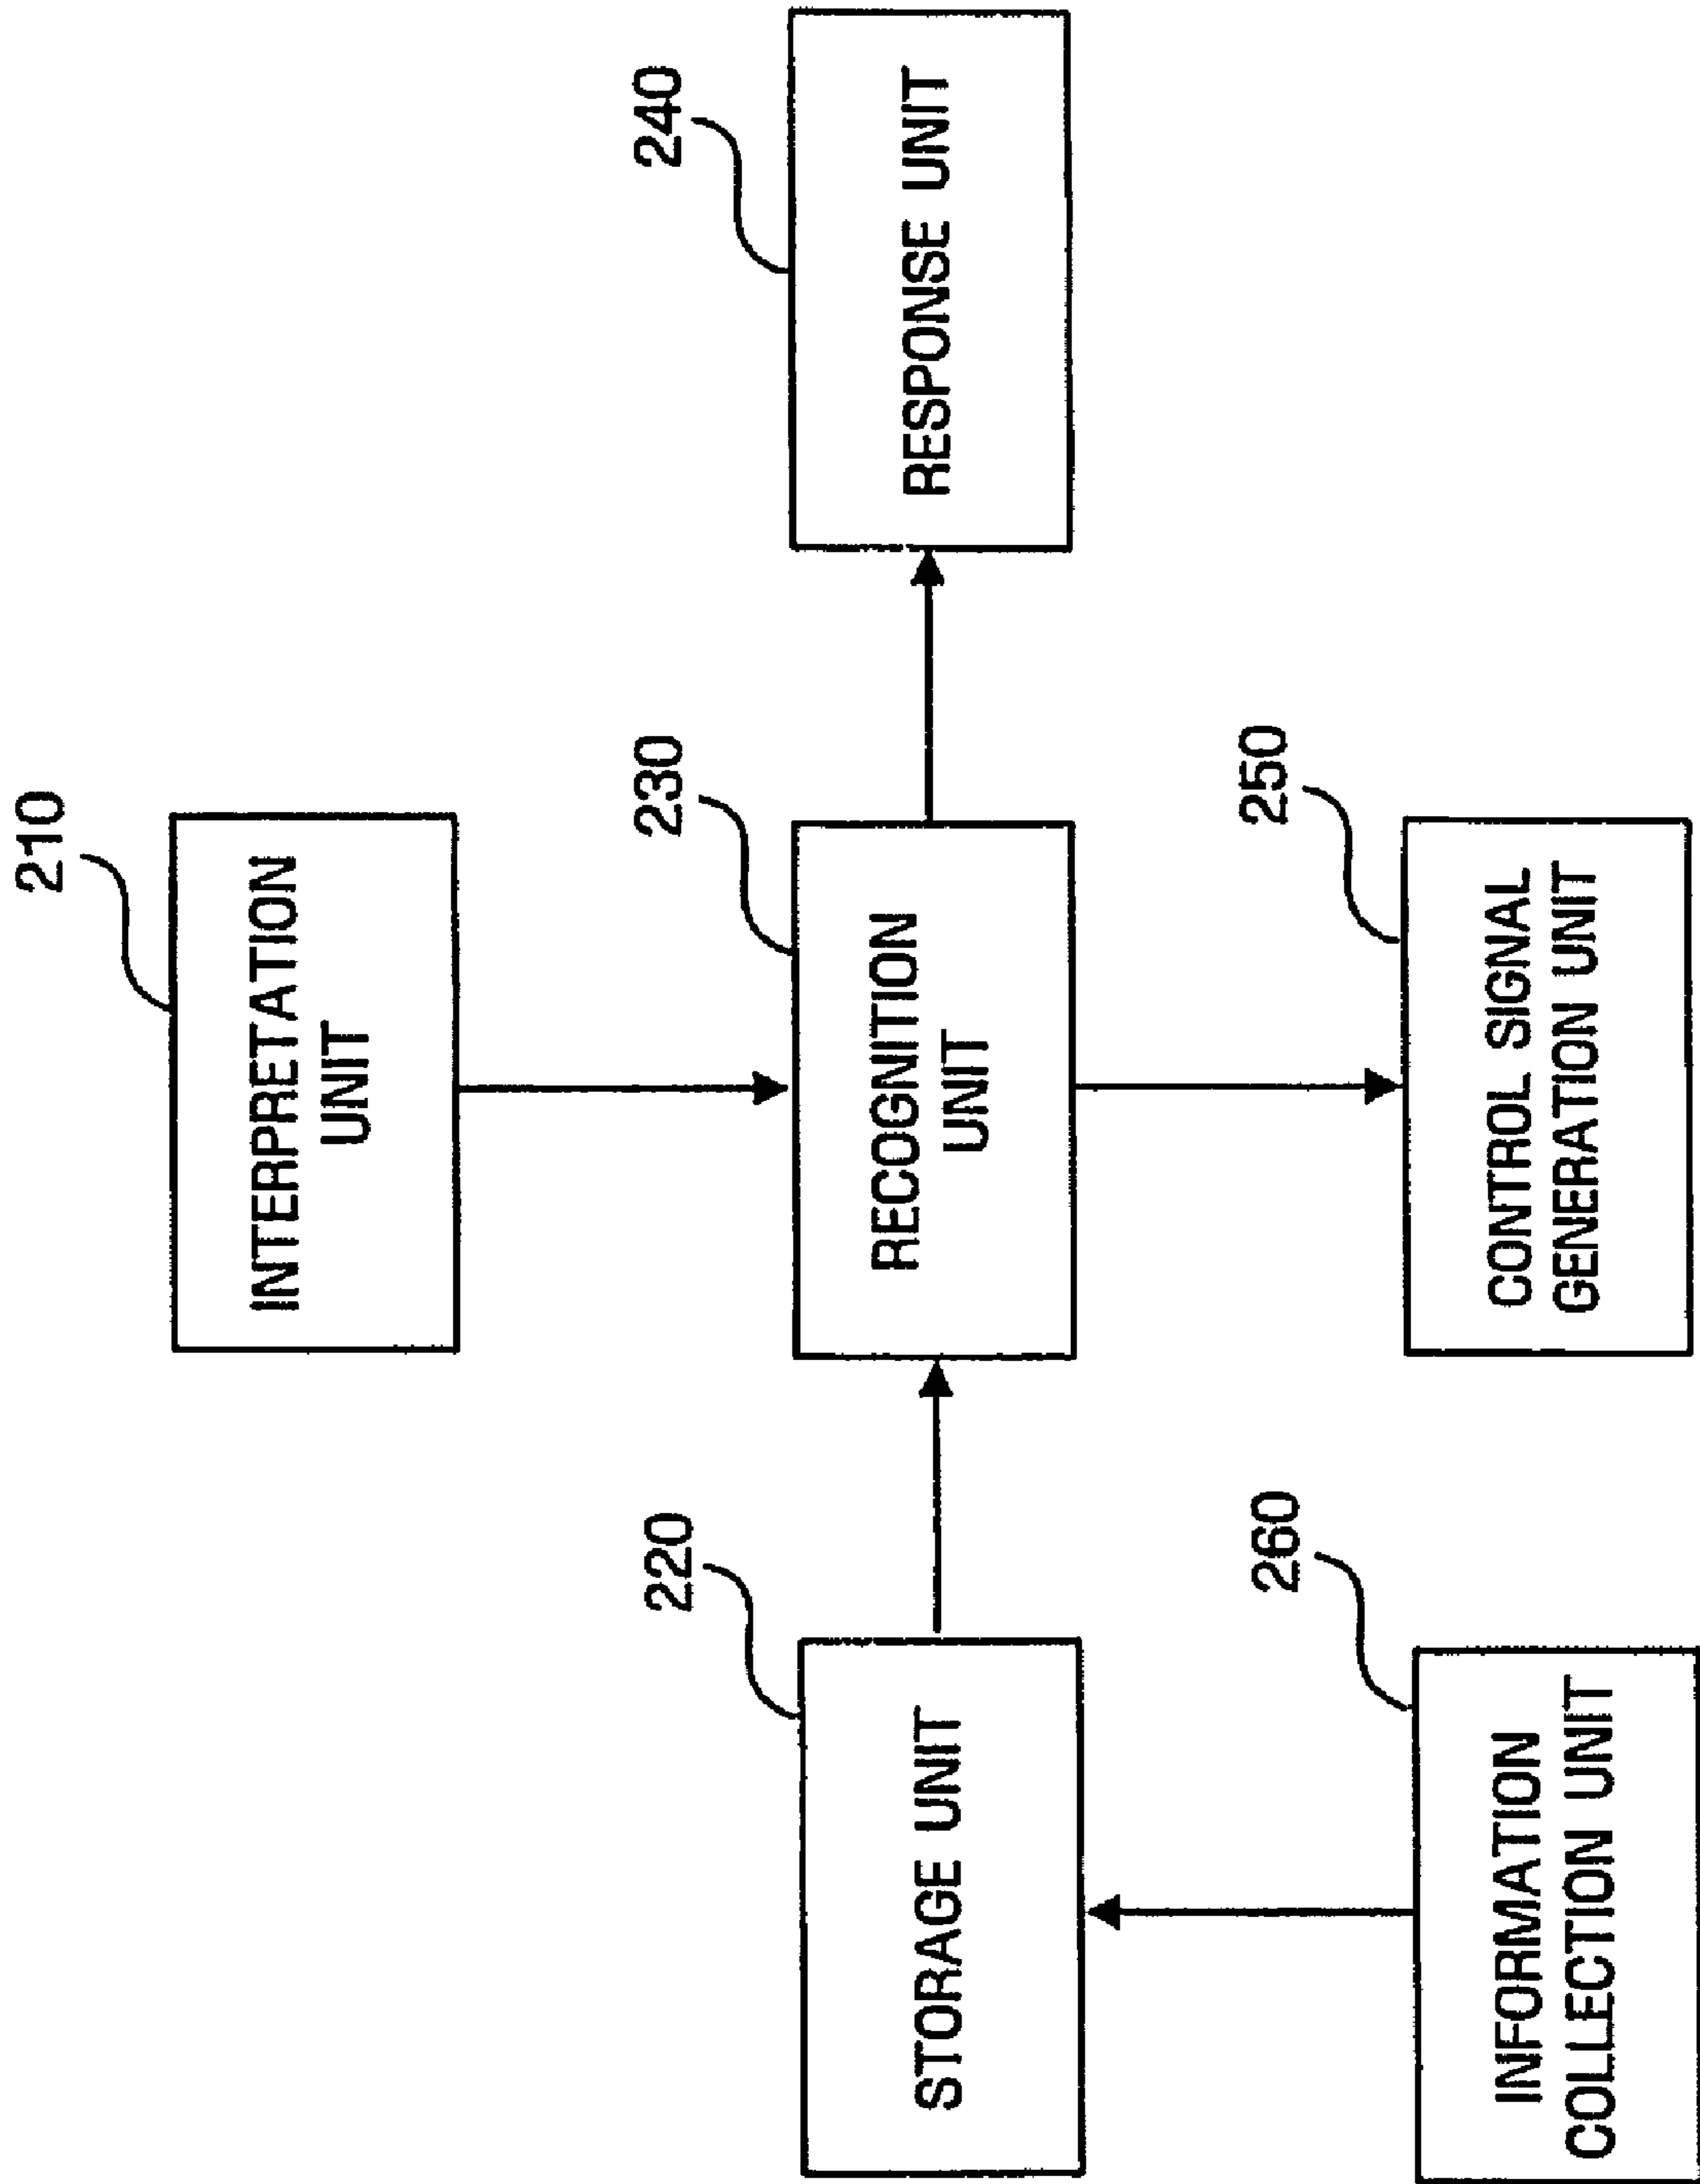 210
INTERPRETATION
UNIT
220
STORAGE UNIT
230
RECOGNITION
UNIT
240
RESPONSE UNIT
260
INFORMATION
COLLECTION UNIT
250
CONTROL SIGNAL
GENERATION UNIT